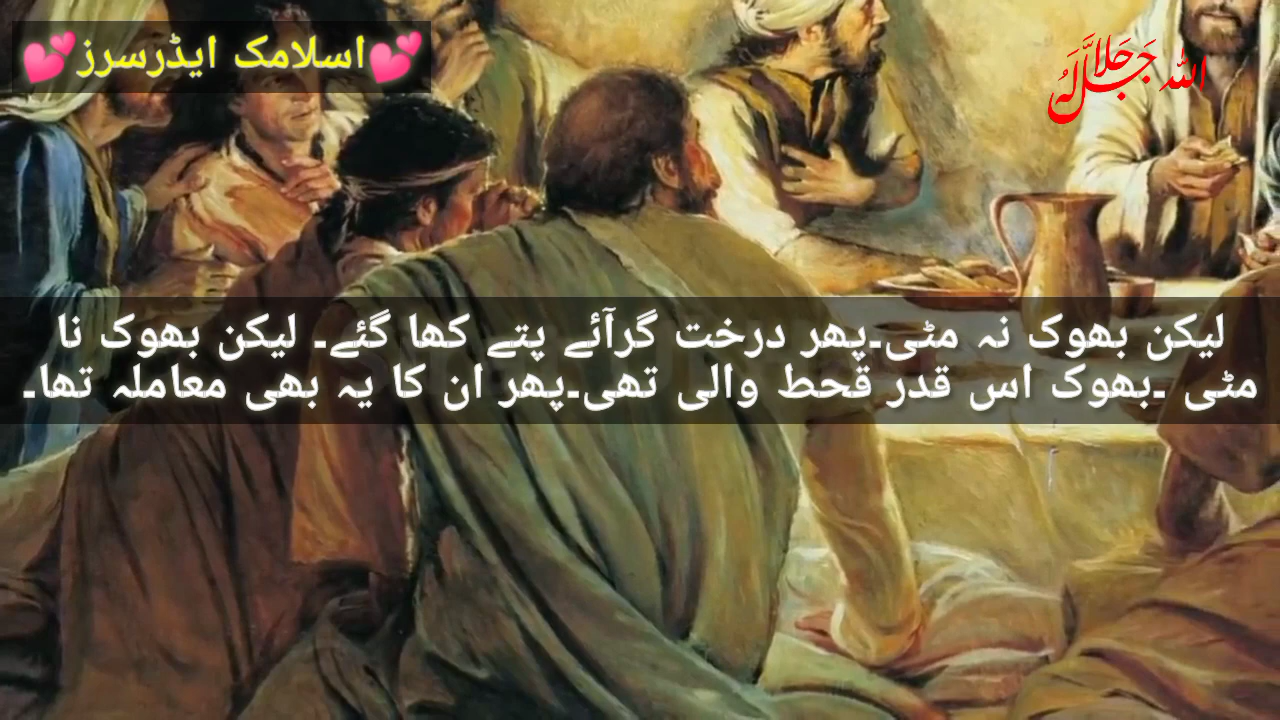 💕اسلامک ایڈرسرز💕
اللہ جَلَّ جَلَالَہُ
لیکن بھوک نہ مٹی۔پھر درخت گرآئے پتے کھا گئے۔ لیکن بھوک نا
مٹی ۔بھوک اس قدر قحط والی تھی۔پھر ان کا یہ بھی معاملہ تھا۔